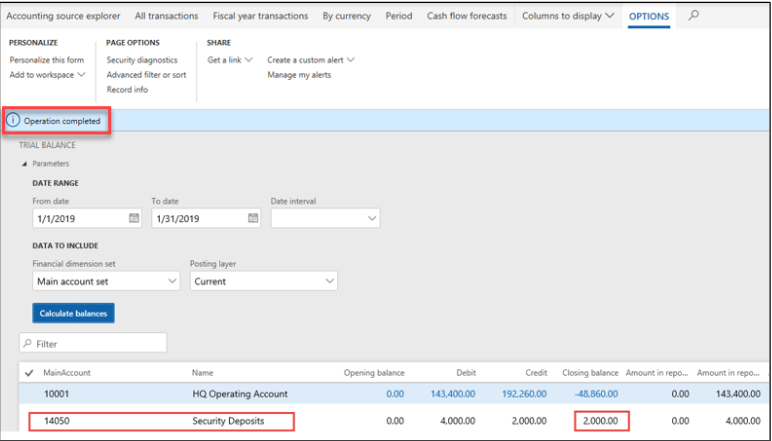 Accounting source explorer All transactions Fiscal year transactions By currency Period Cash flow forecasts Columns to display OPTIONS
PERSONALIZE PAGE OPTIONS SHARE
Personalize this form Security diagnostics Get a link Create a custom alert
Add to workspace Advanced filter or sort Manage my alerts
Record info
Operation completed
TRIAL BALANCE
Parameters
DATE RANGE
From date To date Date interval
1/1/2019 1/31/2019
DATA TO INCLUDE
Financial dimension set Posting layer
Main account set Current
Calculate balances
Filter
MainAccount Name Opening balance Debit Credit Closing balance Amount in repo... Amount in repo...
10001 HQ Operating Account 0.00 143,400.00 192,260.00 -48,860.00 0.00 143,400.00
14050 Security Deposits 0.00 4,000.00 2,000.00 2,000.00 0.00 4,000.00